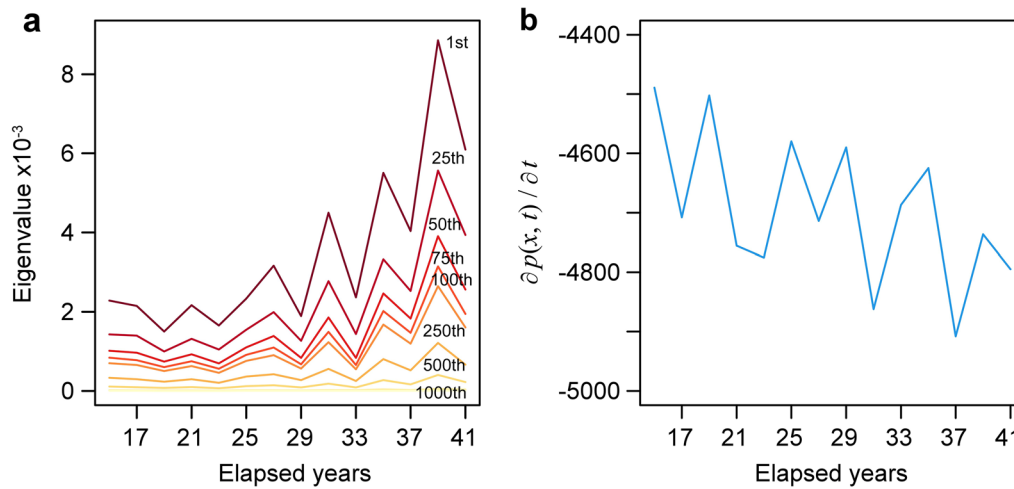 a
Eigenvalue x10⁻³
8
6
4
2
0
1st
25th
50th
75th
100th
250th
500th
1000th
17 21 25 29 33 37 41
Elapsed years
b
∂p(x, t) / ∂t
-4400
-4600
-4800
-5000
17 21 25 29 33 37 41
Elapsed years